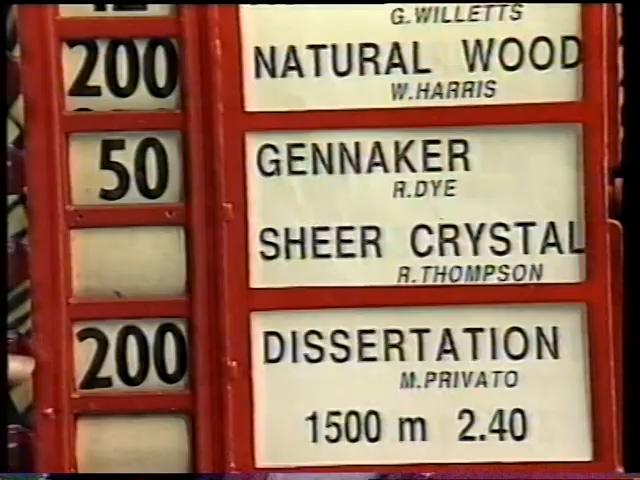 G.WILLETTS
200 NATURAL WOOD
W.HARRIS
50 GENNAKER
R.DYE
SHEER CRYSTAL
R.THOMPSON
200 DISSERTATION
M.PRIVATO
1500 m 2.40